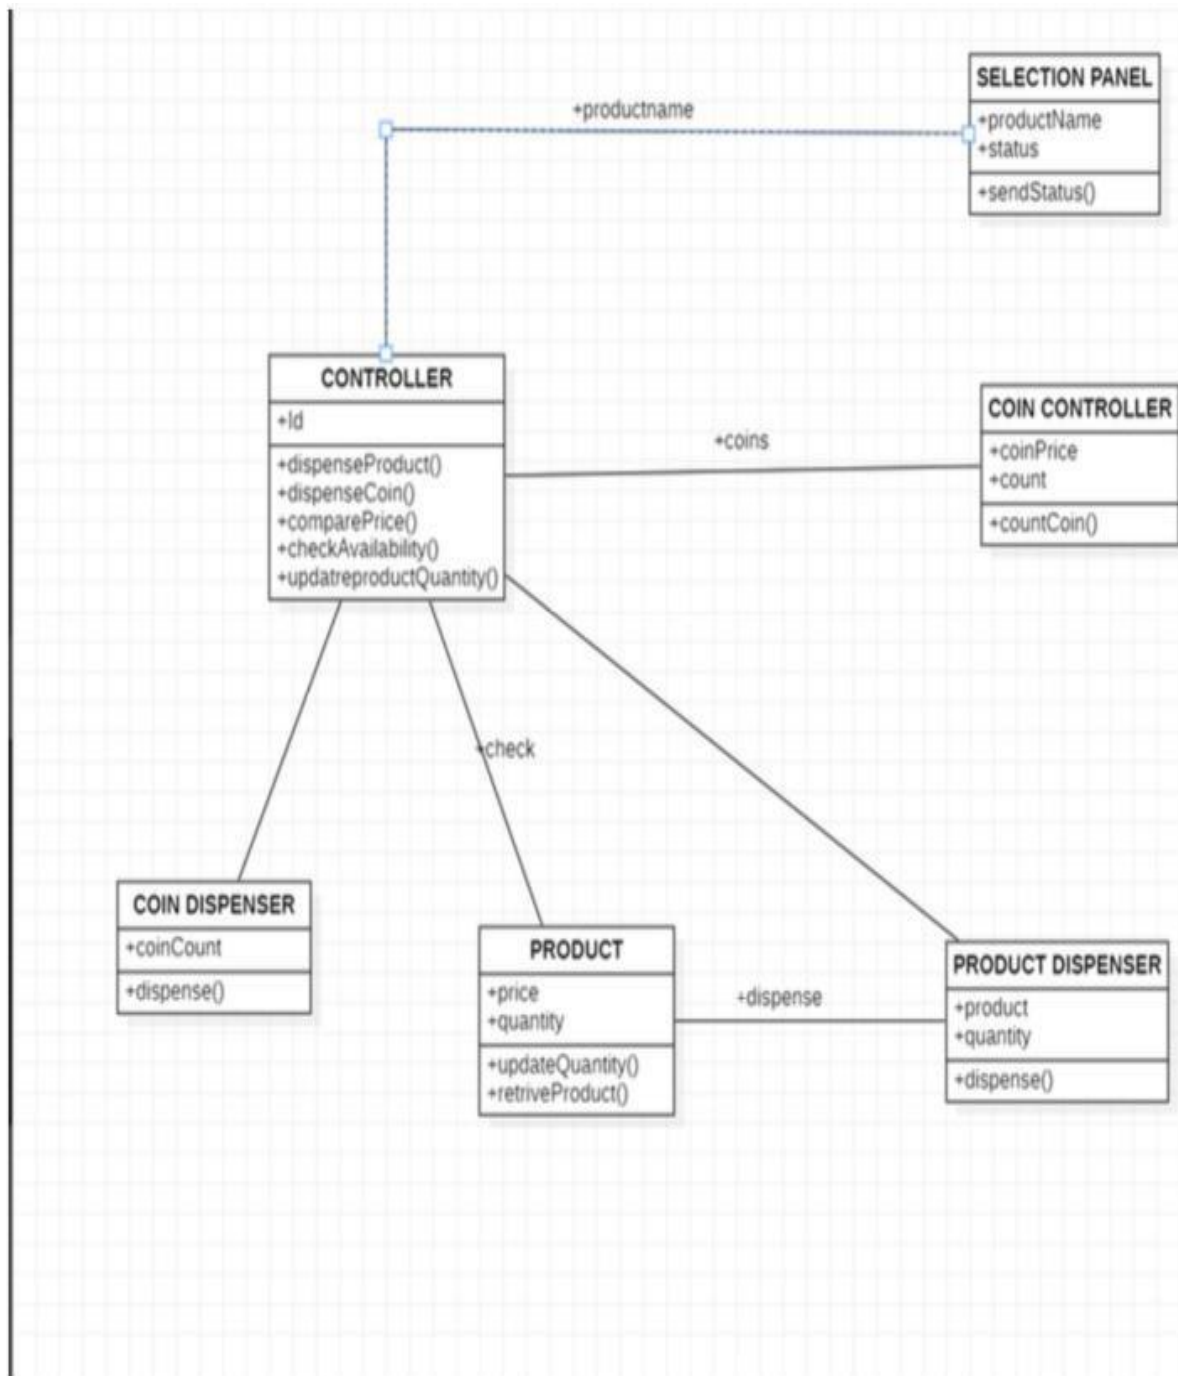 SELECTION PANEL
+productName
+status
+sendStatus()
+productname
CONTROLLER
+Id
+dispenseProduct()
+dispenseCoin()
+comparePrice()
+checkAvailability()
+updatreproductQuantity()
+coins
COIN CONTROLLER
+coinPrice
+count
+countCoin()
+check
COIN DISPENSER
+coinCount
+dispense()
PRODUCT
+price
+quantity
+updateQuantity()
+retriveProduct()
+dispense
PRODUCT DISPENSER
+product
+quantity
+dispense()